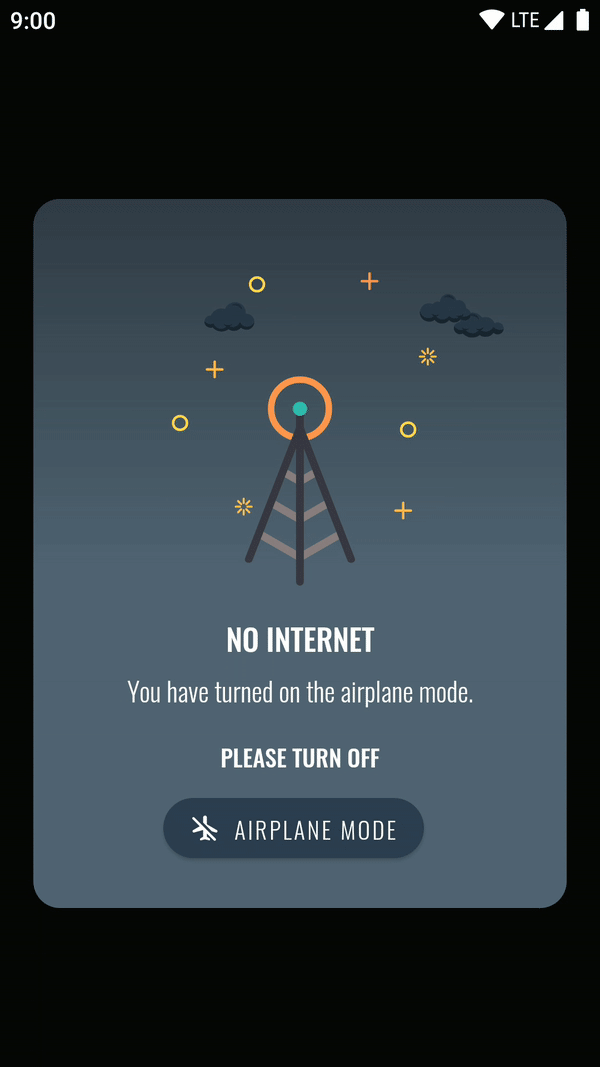 9:00 LTE
NO INTERNET
You have turned on the airplane mode.
PLEASE TURN OFF
AIRPLANE MODE